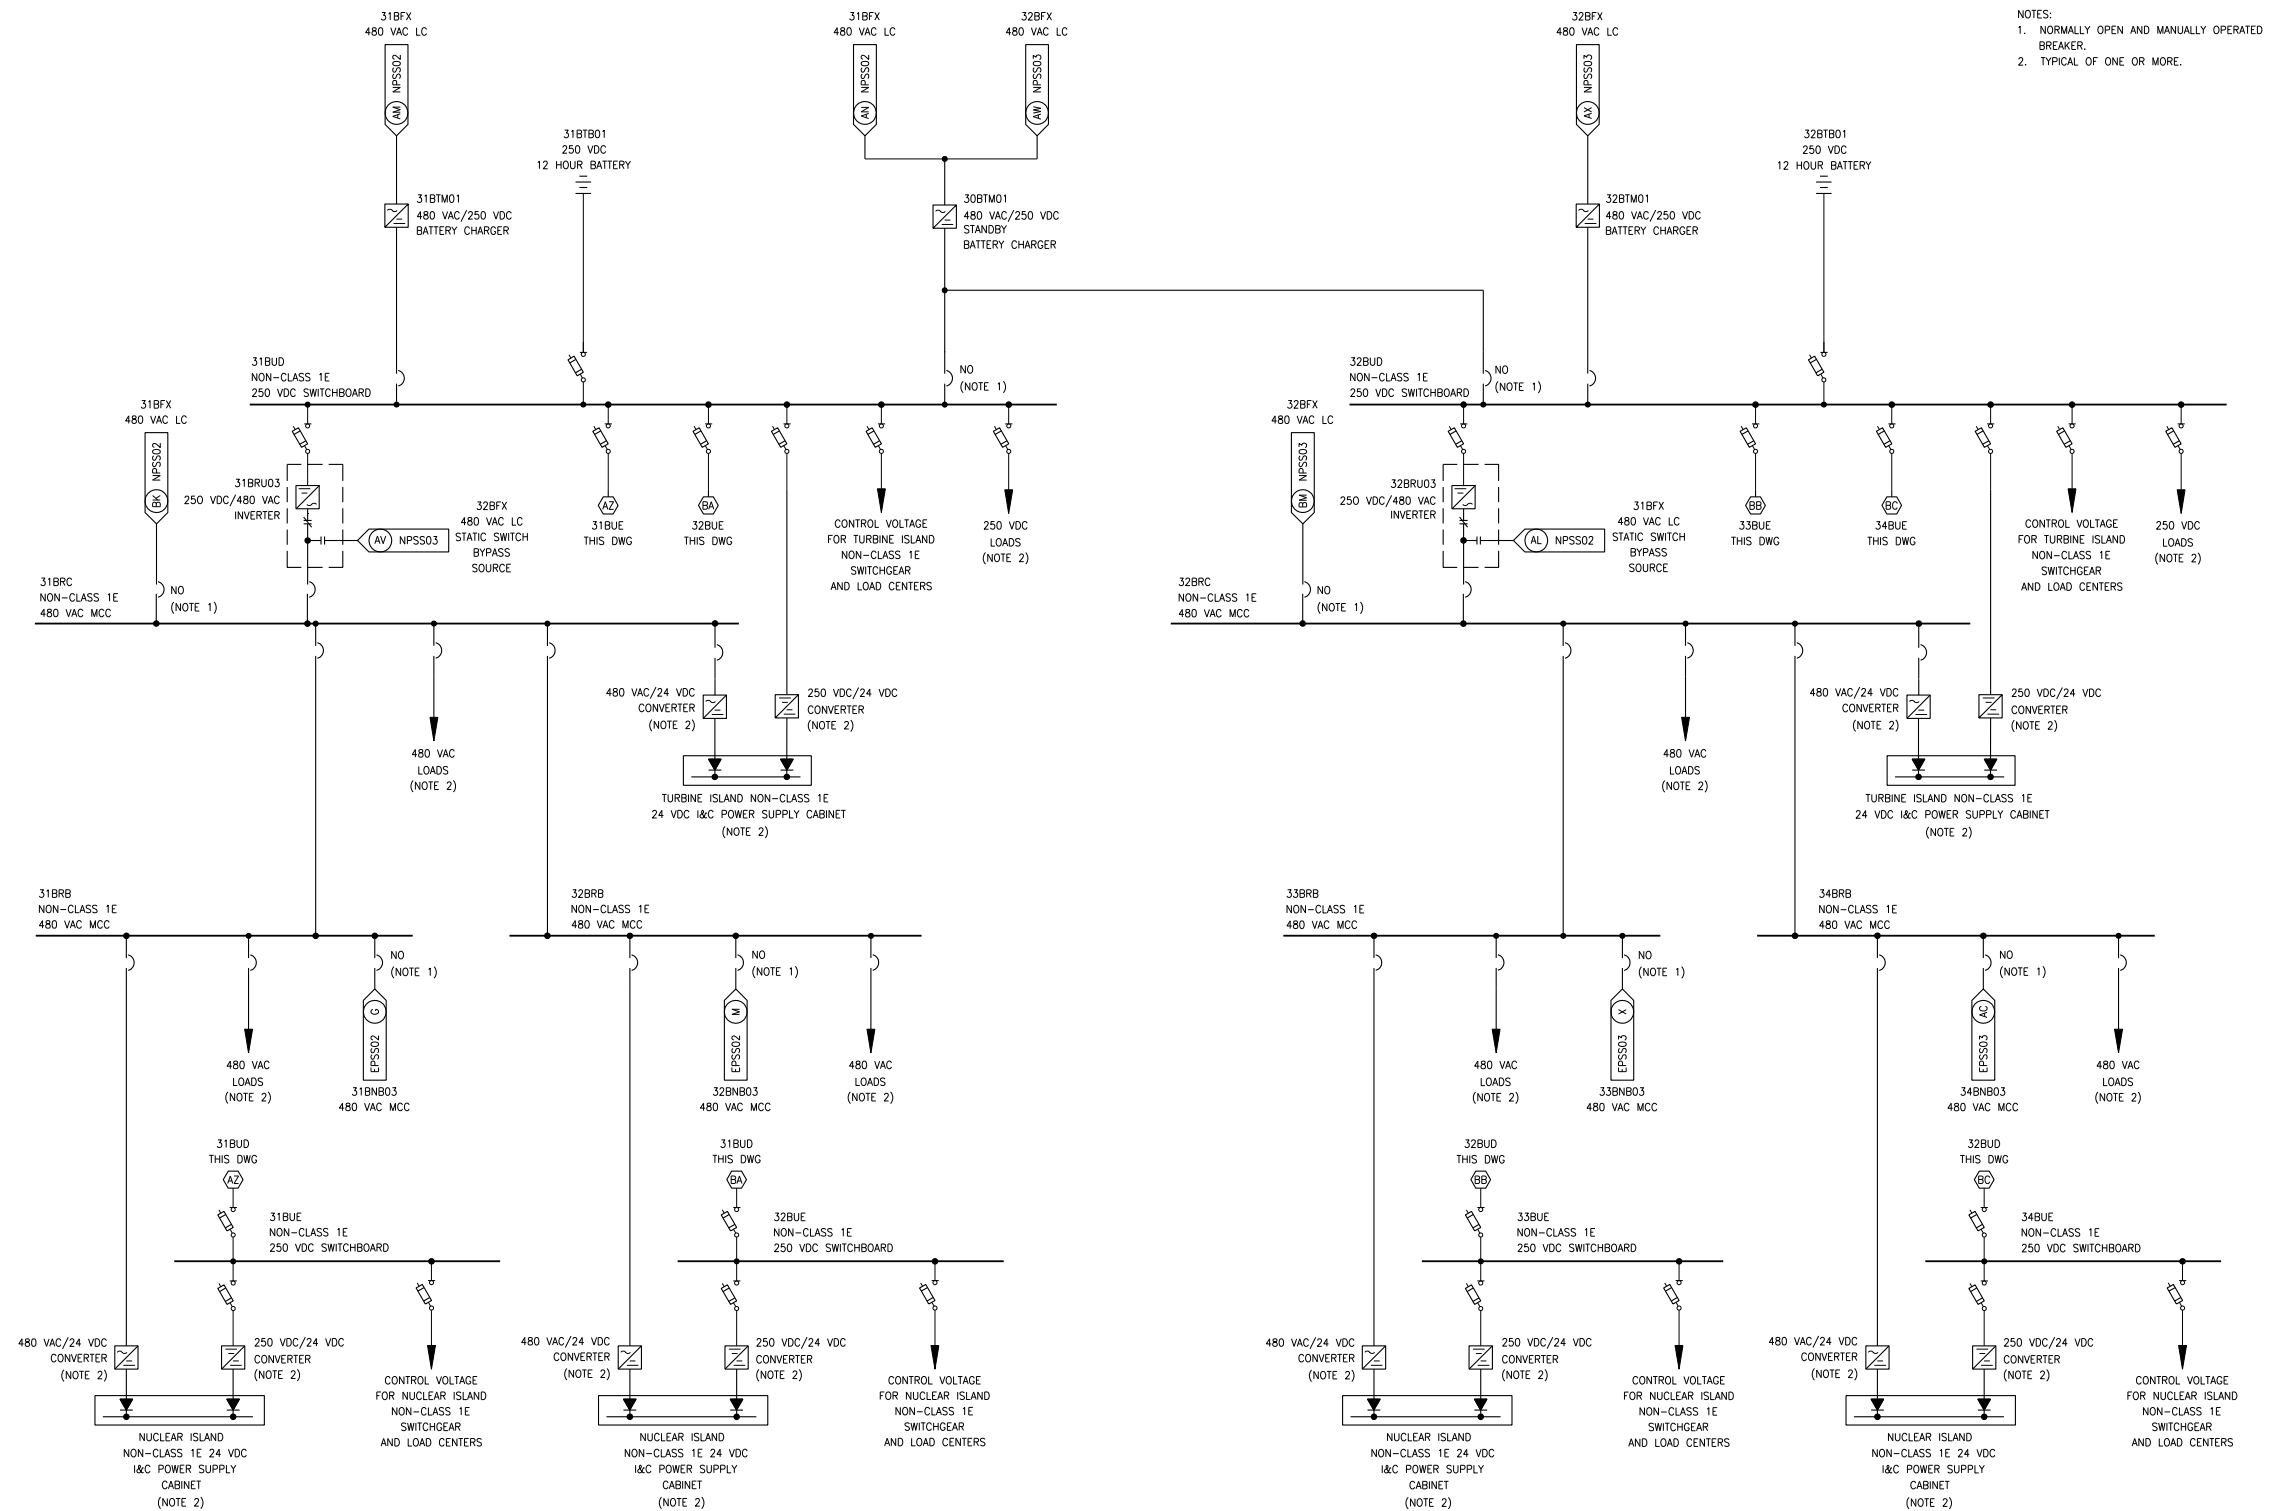 31BFX
480 VAC LC
NPSS02
AM
31BFX
480 VAC LC
NPSS02
AN
32BFX
480 VAC LC
NPSS03
AW
32BFX
480 VAC LC
NPSS03
AX
NOTES:
1. NORMALLY OPEN AND MANUALLY OPERATED
BREAKER.
2. TYPICAL OF ONE OR MORE.
31BTB01
250 VDC
12 HOUR BATTERY
32BTB01
250 VDC
12 HOUR BATTERY
31BTM01
480 VAC/250 VDC
BATTERY CHARGER
30BTM01
480 VAC/250 VDC
STANDBY
BATTERY CHARGER
32BTM01
480 VAC/250 VDC
BATTERY CHARGER
31BUD
NON-CLASS 1E
250 VDC SWITCHBOARD
NO
(NOTE 1)
32BUD
NON-CLASS 1E
250 VDC SWITCHBOARD
NO
(NOTE 1)
31BFX
480 VAC LC
NPSS02
BK
31BRU03
250 VDC/480 VAC
INVERTER
32BFX
480 VAC LC
STATIC SWITCH
BYPASS
SOURCE
AV NPSS03
AZ
31BUE
THIS DWG
BA
32BUE
THIS DWG
CONTROL VOLTAGE
FOR TURBINE ISLAND
NON-CLASS 1E
SWITCHGEAR
AND LOAD CENTERS
250 VDC
LOADS
(NOTE 2)
32BFX
480 VAC LC
NPSS03
BM
32BRU03
250 VDC/480 VAC
INVERTER
31BFX
480 VAC LC
STATIC SWITCH
BYPASS
SOURCE
AL NPSS02
BB
33BUE
THIS DWG
BC
34BUE
THIS DWG
CONTROL VOLTAGE
FOR TURBINE ISLAND
NON-CLASS 1E
SWITCHGEAR
AND LOAD CENTERS
250 VDC
LOADS
(NOTE 2)
31BRC
NON-CLASS 1E
480 VAC MCC
NO
(NOTE 1)
32BRC
NON-CLASS 1E
480 VAC MCC
NO
(NOTE 1)
480 VAC
LOADS
(NOTE 2)
480 VAC/24 VDC
CONVERTER
(NOTE 2)
250 VDC/24 VDC
CONVERTER
(NOTE 2)
TURBINE ISLAND NON-CLASS 1E
24 VDC I&C POWER SUPPLY CABINET
(NOTE 2)
480 VAC
LOADS
(NOTE 2)
480 VAC/24 VDC
CONVERTER
(NOTE 2)
250 VDC/24 VDC
CONVERTER
(NOTE 2)
TURBINE ISLAND NON-CLASS 1E
24 VDC I&C POWER SUPPLY CABINET
(NOTE 2)
31BRB
NON-CLASS 1E
480 VAC MCC
32BRB
NON-CLASS 1E
480 VAC MCC
33BRB
NON-CLASS 1E
480 VAC MCC
34BRB
NON-CLASS 1E
480 VAC MCC
480 VAC
LOADS
(NOTE 2)
NO
(NOTE 1)
G
EPSS02
31BNB03
480 VAC MCC
NO
(NOTE 1)
M
EPSS02
32BNB03
480 VAC MCC
480 VAC
LOADS
(NOTE 2)
480 VAC
LOADS
(NOTE 2)
NO
(NOTE 1)
X
EPSS03
33BNB03
480 VAC MCC
NO
(NOTE 1)
AC
EPSS03
34BNB03
480 VAC MCC
480 VAC
LOADS
(NOTE 2)
31BUD
THIS DWG
AZ
31BUE
NON-CLASS 1E
250 VDC SWITCHBOARD
31BUD
THIS DWG
BA
32BUE
NON-CLASS 1E
250 VDC SWITCHBOARD
32BUD
THIS DWG
BB
33BUE
NON-CLASS 1E
250 VDC SWITCHBOARD
32BUD
THIS DWG
BC
34BUE
NON-CLASS 1E
250 VDC SWITCHBOARD
480 VAC/24 VDC
CONVERTER
(NOTE 2)
250 VDC/24 VDC
CONVERTER
(NOTE 2)
CONTROL VOLTAGE
FOR NUCLEAR ISLAND
NON-CLASS 1E
SWITCHGEAR
AND LOAD CENTERS
NUCLEAR ISLAND
NON-CLASS 1E 24 VDC
I&C POWER SUPPLY
CABINET
(NOTE 2)
480 VAC/24 VDC
CONVERTER
(NOTE 2)
250 VDC/24 VDC
CONVERTER
(NOTE 2)
CONTROL VOLTAGE
FOR NUCLEAR ISLAND
NON-CLASS 1E
SWITCHGEAR
AND LOAD CENTERS
NUCLEAR ISLAND
NON-CLASS 1E 24 VDC
I&C POWER SUPPLY
CABINET
(NOTE 2)
480 VAC/24 VDC
CONVERTER
(NOTE 2)
250 VDC/24 VDC
CONVERTER
(NOTE 2)
CONTROL VOLTAGE
FOR NUCLEAR ISLAND
NON-CLASS 1E
SWITCHGEAR
AND LOAD CENTERS
NUCLEAR ISLAND
NON-CLASS 1E 24 VDC
I&C POWER SUPPLY
CABINET
(NOTE 2)
480 VAC/24 VDC
CONVERTER
(NOTE 2)
250 VDC/24 VDC
CONVERTER
(NOTE 2)
CONTROL VOLTAGE
FOR NUCLEAR ISLAND
NON-CLASS 1E
SWITCHGEAR
AND LOAD CENTERS
NUCLEAR ISLAND
NON-CLASS 1E 24 VDC
I&C POWER SUPPLY
CABINET
(NOTE 2)